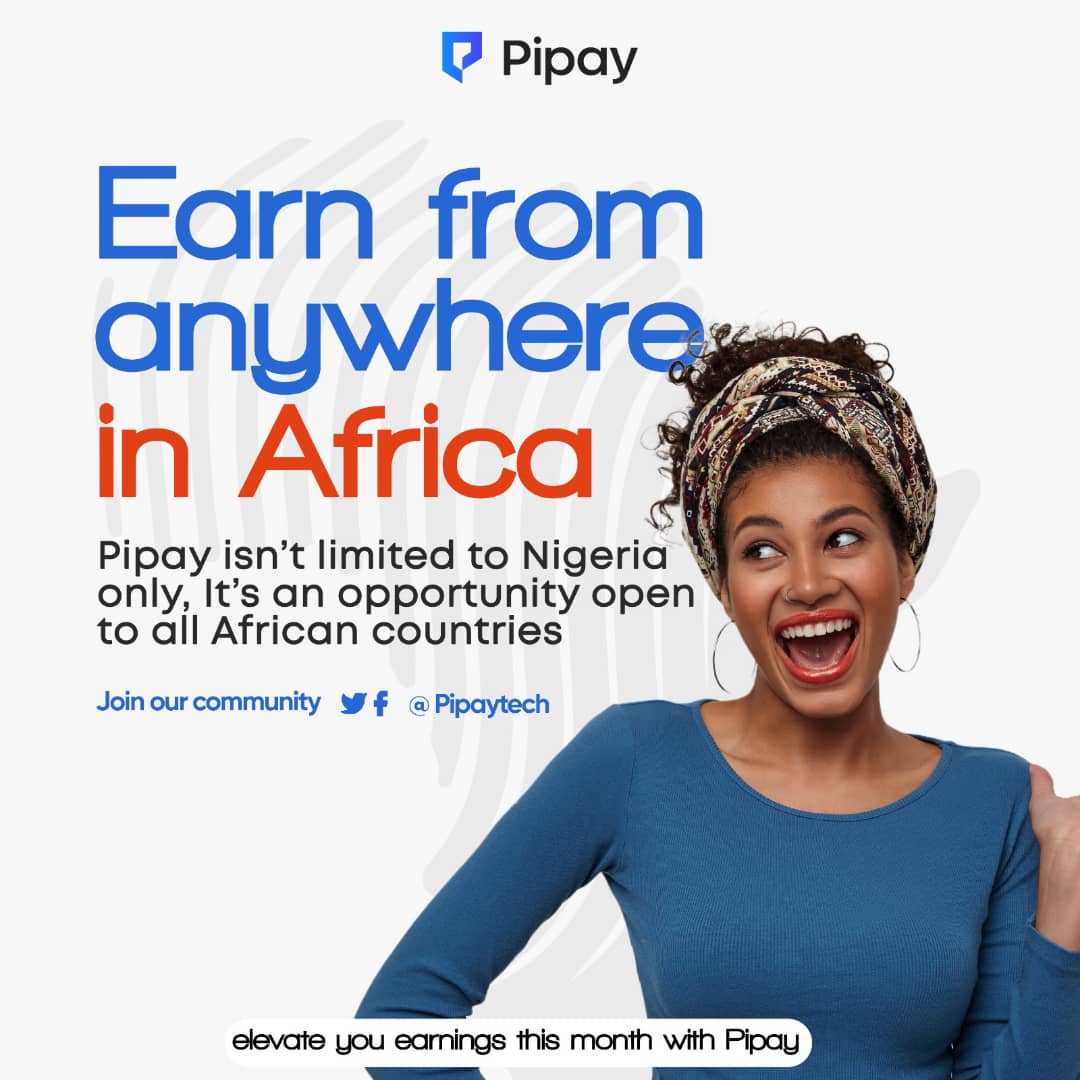 Pipay
Earn from
anywhere
in Africa
Pipay isn’t limited to Nigeria
only, It’s an opportunity open
to all African countries
Join our community @ Pipaytech
elevate you earnings this month with Pipay